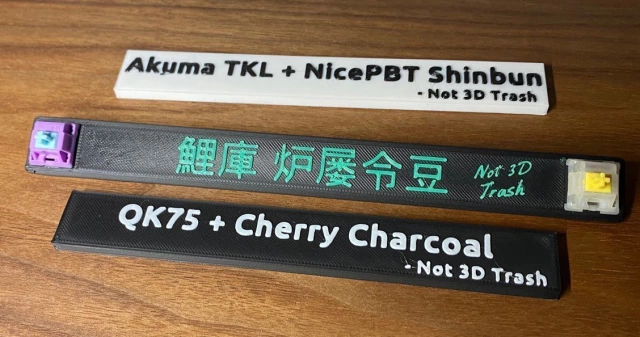 Akuma TKL + NicePBT Shinbun
- Not 3D Trash
鯉庫 炉屡令豆
Not 3D
Trash
QK75 + Cherry Charcoal
- Not 3D Trash